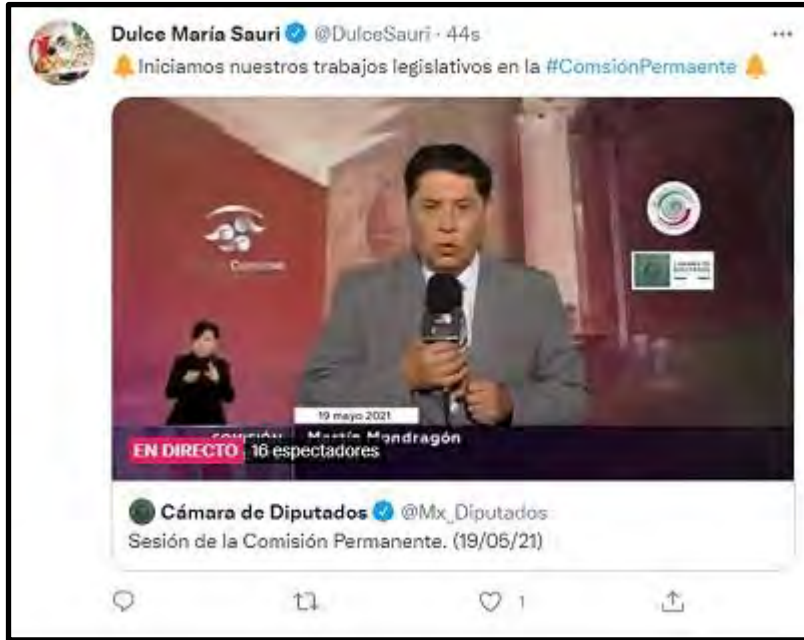 Dulce María Sauri @DulceSauri · 44s
Iniciamos nuestros trabajos legislativos en la #ComsiónPermaente
19 mayo 2021
Martín Mondragón
EN DIRECTO 16 espectadores
Cámara de Diputados @Mx_Diputados
Sesión de la Comisión Permanente. (19/05/21)
1